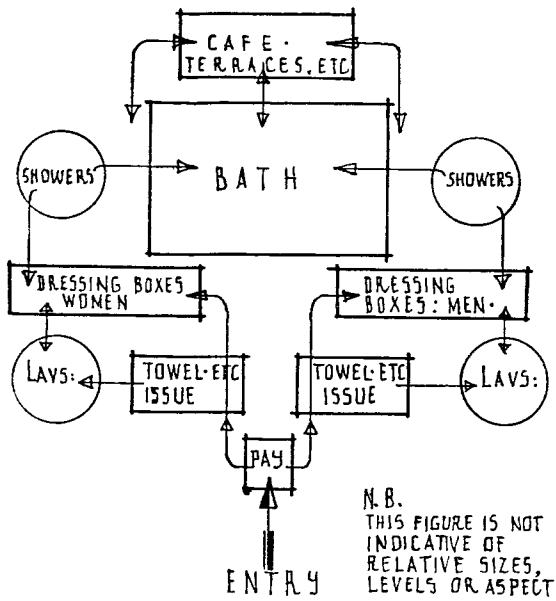 CAFE·
TERRACES. ETC
BATH
SHOWERS
SHOWERS
DRESSING BOXES
WOMEN
DRESSING
BOXES: MEN·
LAVS:
TOWEL·ETC
ISSUE
TOWEL·ETC
ISSUE
LAVS:
PAY
ENTRY
N.B.
THIS FIGURE IS NOT
INDICATIVE OF
RELATIVE SIZES,
LEVELS OR ASPECT